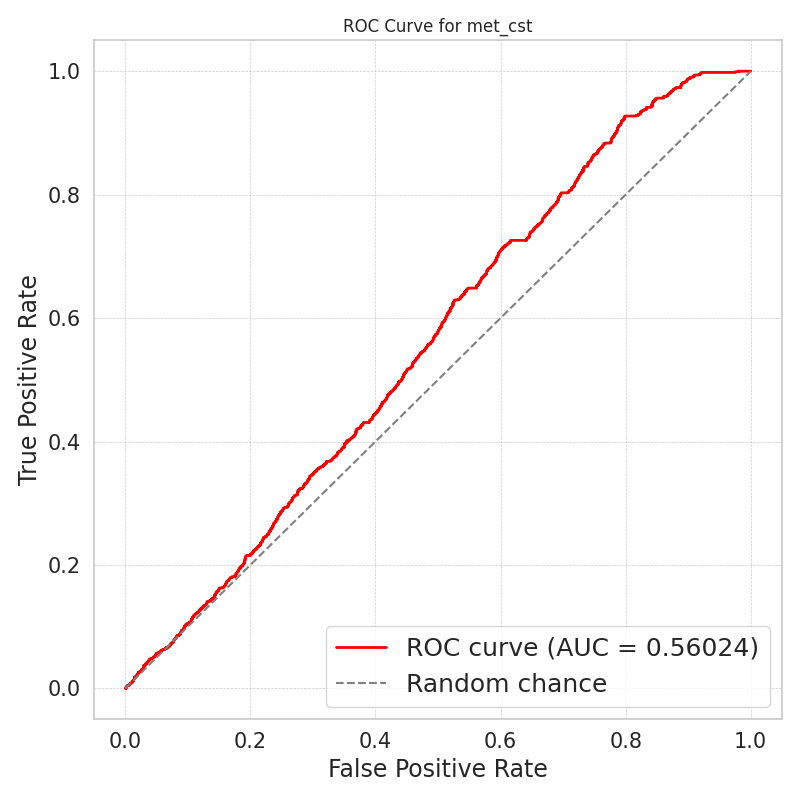 ROC Curve for met_cst
1.0
0.8
0.6
0.4
0.2
0.0
True Positive Rate
ROC curve (AUC = 0.56024)
Random chance
0.0 0.2 0.4 0.6 0.8 1.0
False Positive Rate